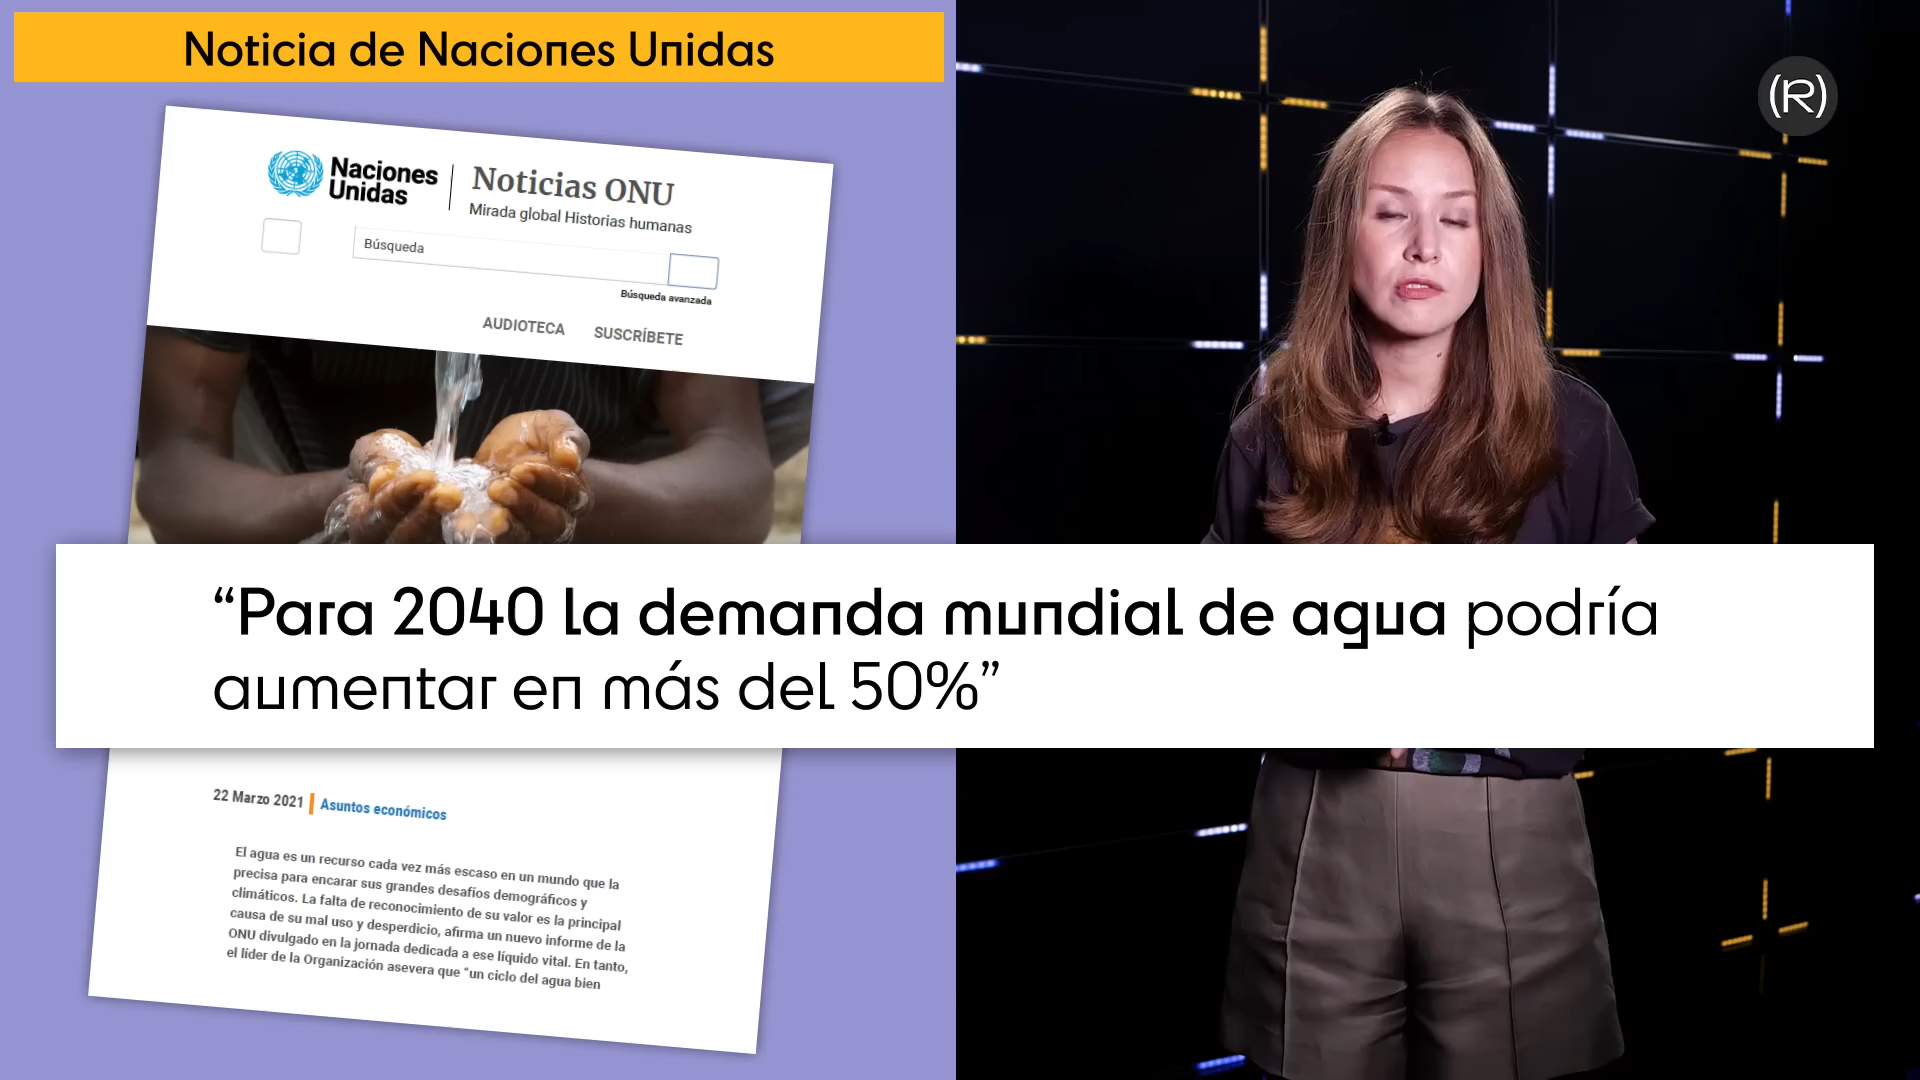 Noticia de Naciones Unidas
(R)
Naciones
Unidas
Noticias ONU
Mirada global Historias humanas
Búsqueda
Búsqueda avanzada
AUDIOTECA SUSCRÍBETE
“Para 2040 la demanda mundial de agua podría
aumentar en más del 50%”
22 Marzo 2021 Asuntos económicos
El agua es un recurso cada vez más escaso en un mundo que la
precisa para encarar sus grandes desafíos demográficos y
climáticos. La falta de reconocimiento de su valor es la principal
causa de su mal uso y desperdicio, afirma un nuevo informe de la
ONU divulgado en la jornada dedicada a ese líquido vital. En tanto,
el líder de la Organización asevera que “un ciclo del agua bien